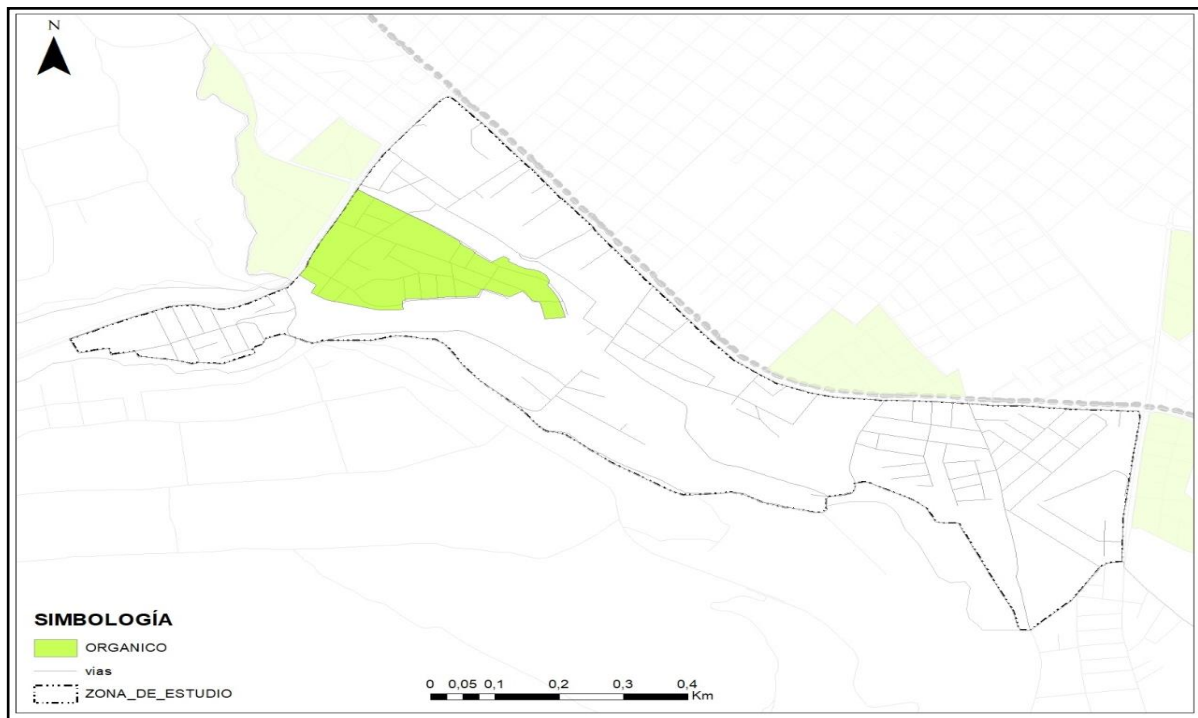 N
SIMBOLOGÍA
ORGANICO
vias
ZONA_DE_ESTUDIO
0 0,05 0,1 0,2 0,3 0,4
Km